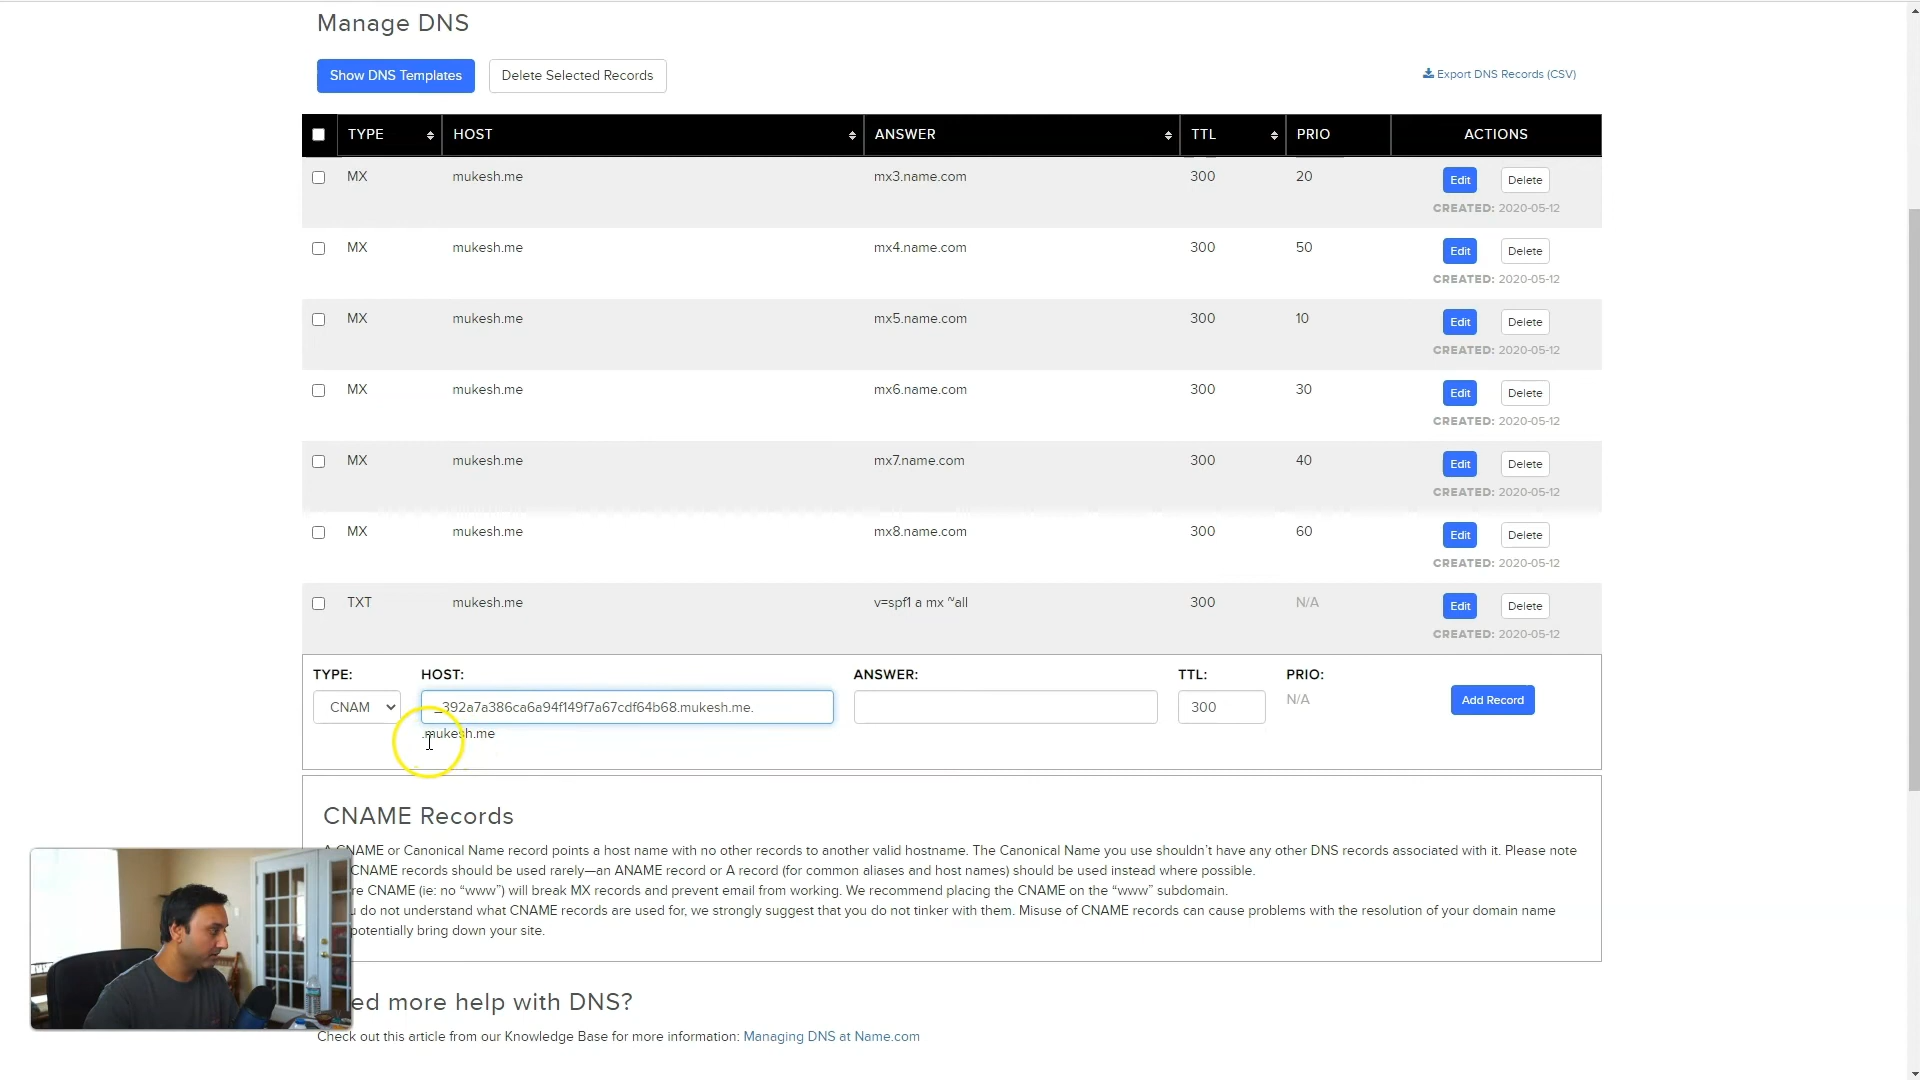 Manage DNS
Show DNS Templates
Delete Selected Records
Export DNS Records (CSV)
TYPE HOST ANSWER TTL PRIO ACTIONS
MX mukesh.me mx3.name.com 300 20 Edit Delete
CREATED: 2020-05-12
MX mukesh.me mx4.name.com 300 50 Edit Delete
CREATED: 2020-05-12
MX mukesh.me mx5.name.com 300 10 Edit Delete
CREATED: 2020-05-12
MX mukesh.me mx6.name.com 300 30 Edit Delete
CREATED: 2020-05-12
MX mukesh.me mx7.name.com 300 40 Edit Delete
CREATED: 2020-05-12
MX mukesh.me mx8.name.com 300 60 Edit Delete
CREATED: 2020-05-12
TXT mukesh.me v=spf1 a mx ~all 300 N/A Edit Delete
CREATED: 2020-05-12
TYPE: HOST: ANSWER: TTL: PRIO:
CNAM _392a7a386ca6a94f149f7a67cdf64b68.mukesh.me. 300 N/A Add Record
.mukesh.me
CNAME Records
A CNAME or Canonical Name record points a host name with no other records to another valid hostname. The Canonical Name you use shouldn't have any other DNS records associated with it. Please note
CNAME records should be used rarely—an ANAME record or A record (for common aliases and host names) should be used instead where possible.
CNAME (ie: no "www") will break MX records and prevent email from working. We recommend placing the CNAME on the "www" subdomain.
do not understand what CNAME records are used for, we strongly suggest that you do not tinker with them. Misuse of CNAME records can cause problems with the resolution of your domain name
potentially bring down your site.
more help with DNS?
Check out this article from our Knowledge Base for more information: Managing DNS at Name.com